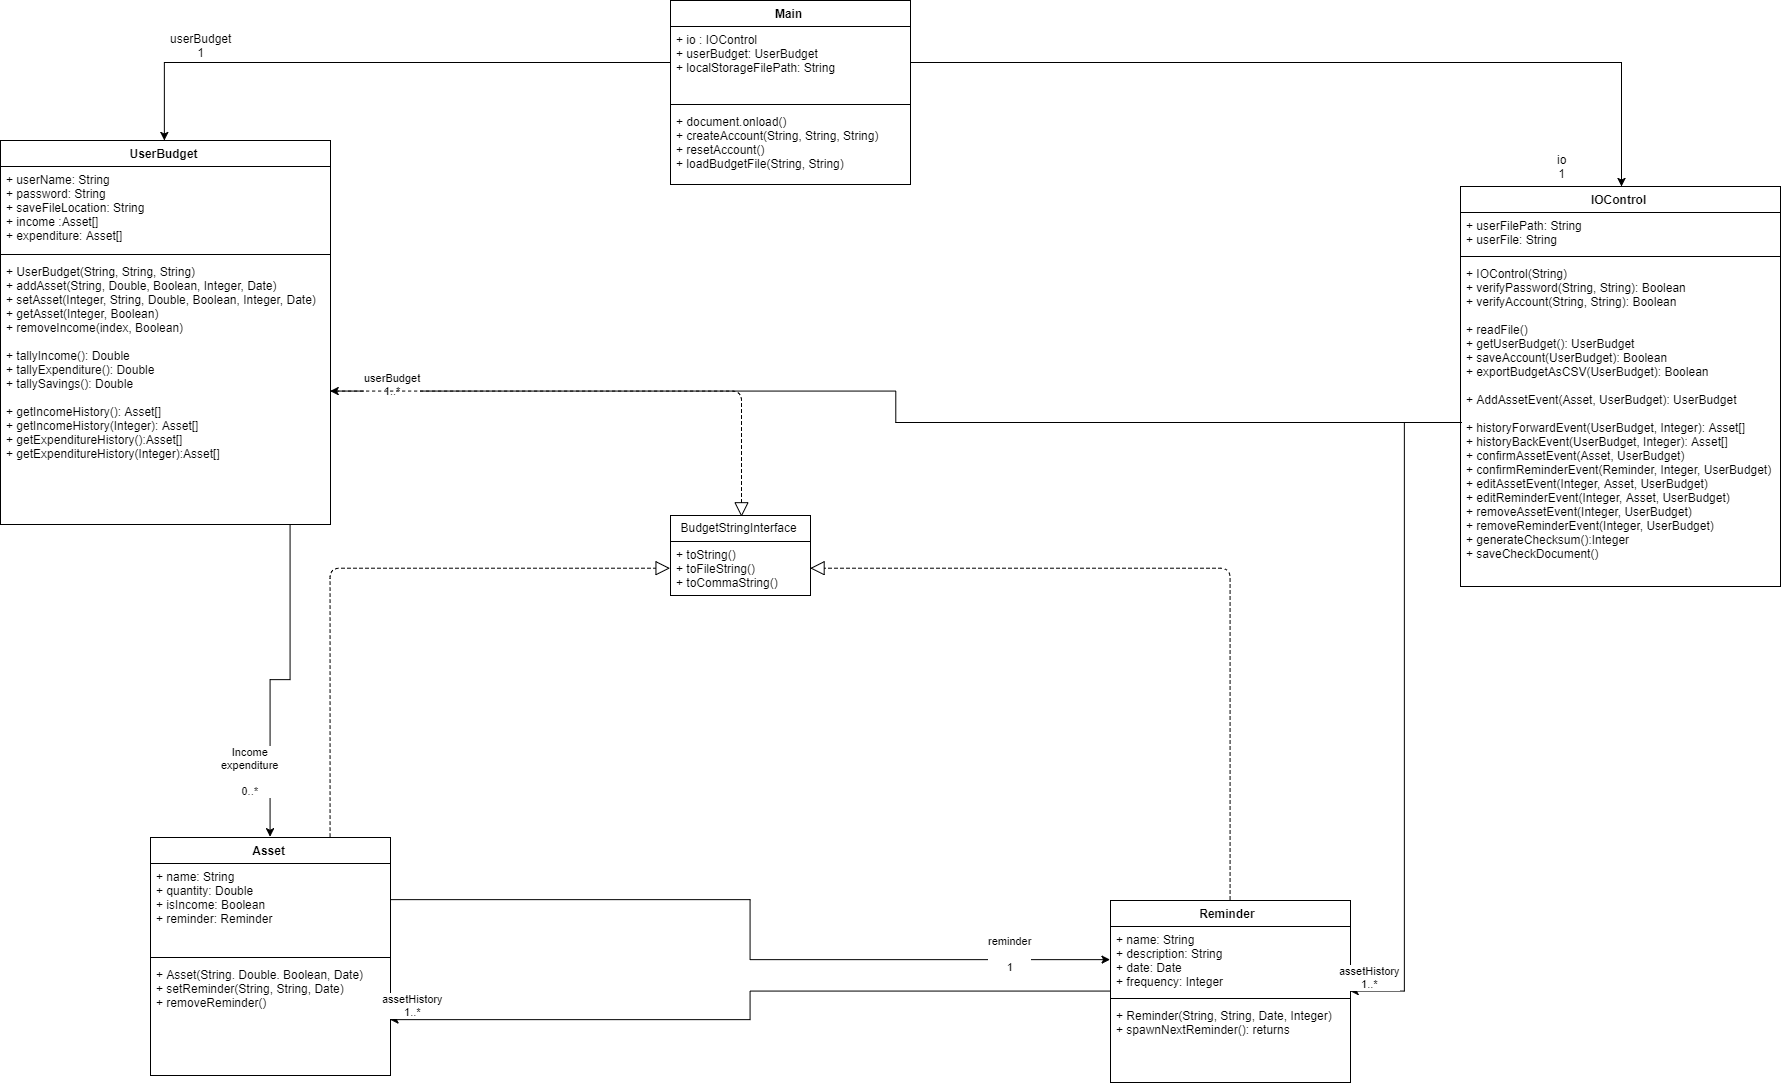 Main
+ io : IOControl
+ userBudget: UserBudget
+ localStorageFilePath: String
+ document.onload()
+ createAccount(String, String, String)
+ resetAccount()
+ loadBudgetFile(String, String)
userBudget
1
UserBudget
+ userName: String
+ password: String
+ saveFileLocation: String
+ income :Asset[]
+ expenditure: Asset[]
+ UserBudget(String, String, String)
+ addAsset(String, Double, Boolean, Integer, Date)
+ setAsset(Integer, String, Double, Boolean, Integer, Date)
+ getAsset(Integer, Boolean)
+ removeIncome(index, Boolean)
+ tallyIncome(): Double
+ tallyExpenditure(): Double
+ tallySavings(): Double
+ getIncomeHistory(): Asset[]
+ getIncomeHistory(Integer): Asset[]
+ getExpenditureHistory():Asset[]
+ getExpenditureHistory(Integer):Asset[]
io
1
IOControl
+ userFilePath: String
+ userFile: String
+ IOControl(String)
+ verifyPassword(String, String): Boolean
+ verifyAccount(String, String): Boolean
+ readFile()
+ getUserBudget(): UserBudget
+ saveAccount(UserBudget): Boolean
+ exportBudgetAsCSV(UserBudget): Boolean
+ AddAssetEvent(Asset, UserBudget): UserBudget
+ historyForwardEvent(UserBudget, Integer): Asset[]
+ historyBackEvent(UserBudget, Integer): Asset[]
+ confirmAssetEvent(Asset, UserBudget)
+ confirmReminderEvent(Reminder, Integer, UserBudget)
+ editAssetEvent(Integer, Asset, UserBudget)
+ editReminderEvent(Integer, Asset, UserBudget)
+ removeAssetEvent(Integer, UserBudget)
+ removeReminderEvent(Integer, UserBudget)
+ generateChecksum():Integer
+ saveCheckDocument()
userBudget
1..*
BudgetStringInterface
+ toString()
+ toFileString()
+ toCommaString()
Income
expenditure
0..*
Asset
+ name: String
+ quantity: Double
+ isIncome: Boolean
+ reminder: Reminder
+ Asset(String. Double. Boolean, Date)
+ setReminder(String, String, Date)
+ removeReminder()
assetHistory
1..*
reminder
1
Reminder
+ name: String
+ description: String
+ date: Date
+ frequency: Integer
+ Reminder(String, String, Date, Integer)
+ spawnNextReminder(): returns
assetHistory
1..*